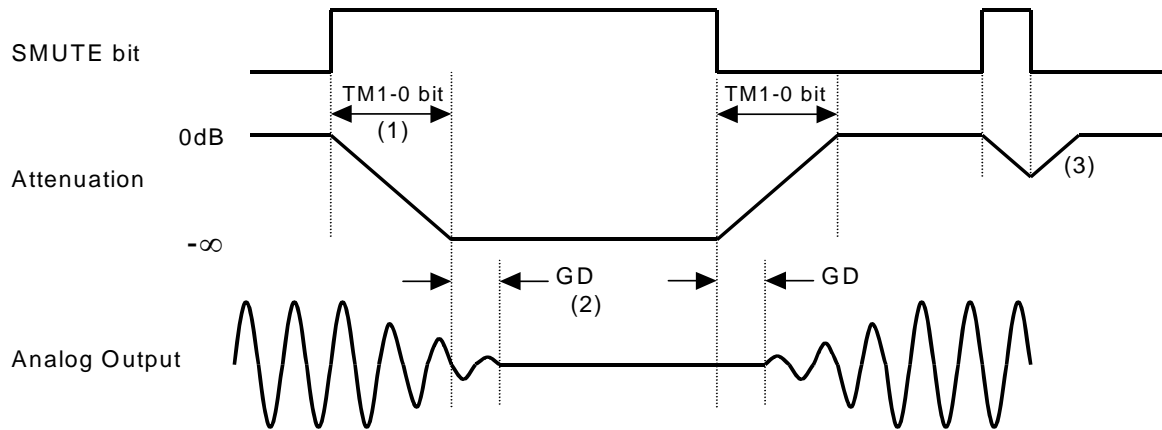 SMUTE bit
TM1-0 bit
TM1-0 bit
(1)
0dB
Attenuation
(3)
-∞
GD
GD
(2)
Analog Output